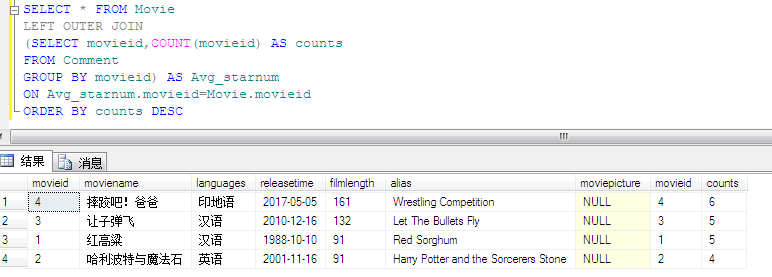 SELECT * FROM Movie
LEFT OUTER JOIN
(SELECT movieid,COUNT(movieid) AS counts
FROM Comment
GROUP BY movieid) AS Avg_starnum
ON Avg_starnum.movieid=Movie.movieid
ORDER BY counts DESC
结果 消息
movieid moviename languages releasetime filmlength alias moviepicture movieid counts
1 4 摔跤吧！爸爸 印地语 2017-05-05 161 Wrestling Competition NULL 4 6
2 3 让子弹飞 汉语 2010-12-16 132 Let The Bullets Fly NULL 3 5
3 1 红高粱 汉语 1988-10-10 91 Red Sorghum NULL 1 5
4 2 哈利波特与魔法石 英语 2001-11-16 91 Harry Potter and the Sorcerers Stone NULL 2 4